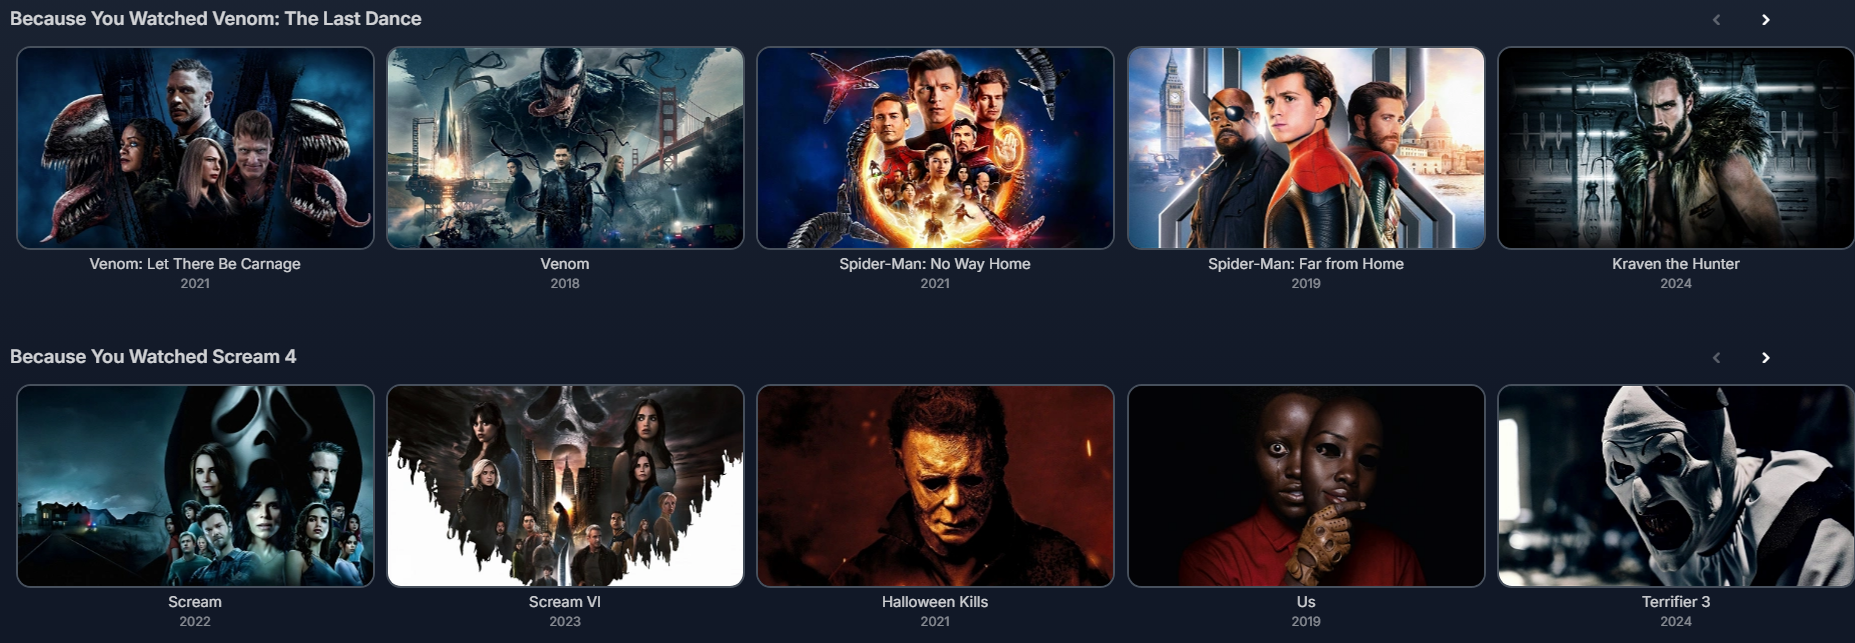 Because You Watched Venom: The Last Dance
Venom: Let There Be Carnage
2021
Venom
2018
Spider-Man: No Way Home
2021
Spider-Man: Far from Home
2019
Kraven the Hunter
2024
Because You Watched Scream 4
Scream
2022
Scream VI
2023
Halloween Kills
2021
Us
2019
Terrifier 3
2024